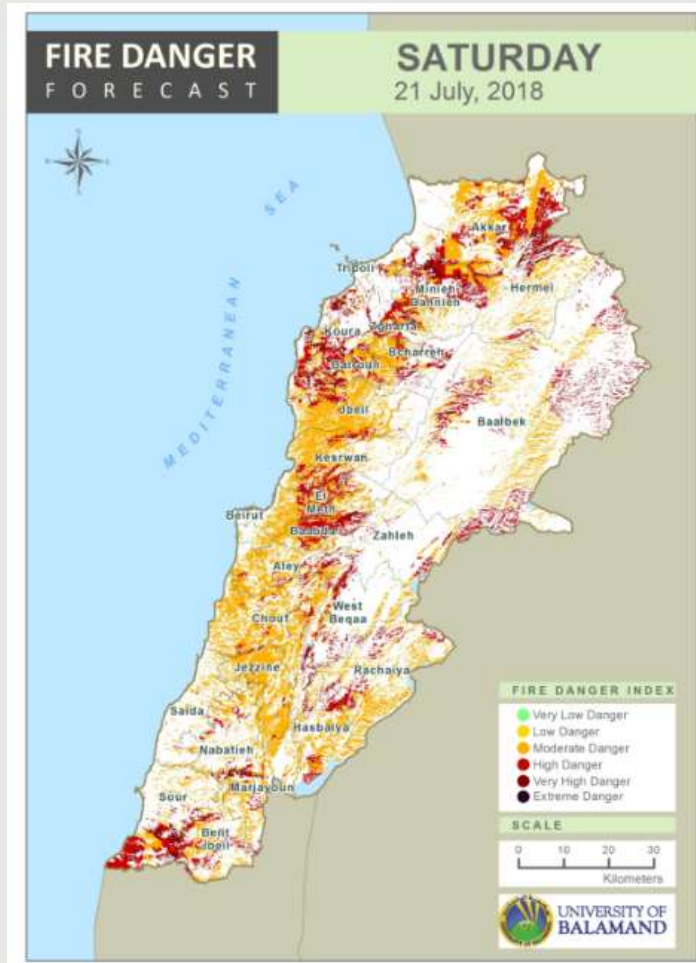 FIRE DANGER
FORECAST
SATURDAY
21 July, 2018
MEDITERRANEAN SEA
Akkar
Tripoli
Minieh
Dannieh
Hermel
Koura
Zgharta
Bcharreh
Batroun
Jbeil
Baalbek
Kesrwan
El
Metn
Beirut
Baabda
Zahleh
Aley
West
Beqaa
Chouf
Jezzine
Rachaiya
Saida
Hasbaiya
Nabatieh
Marjayoun
Sour
Bent
Jbeil
FIRE DANGER INDEX
Very Low Danger
Low Danger
Moderate Danger
High Danger
Very High Danger
Extreme Danger
SCALE
0 10 20 30
Kilometers
UNIVERSITY OF
BALAMAND